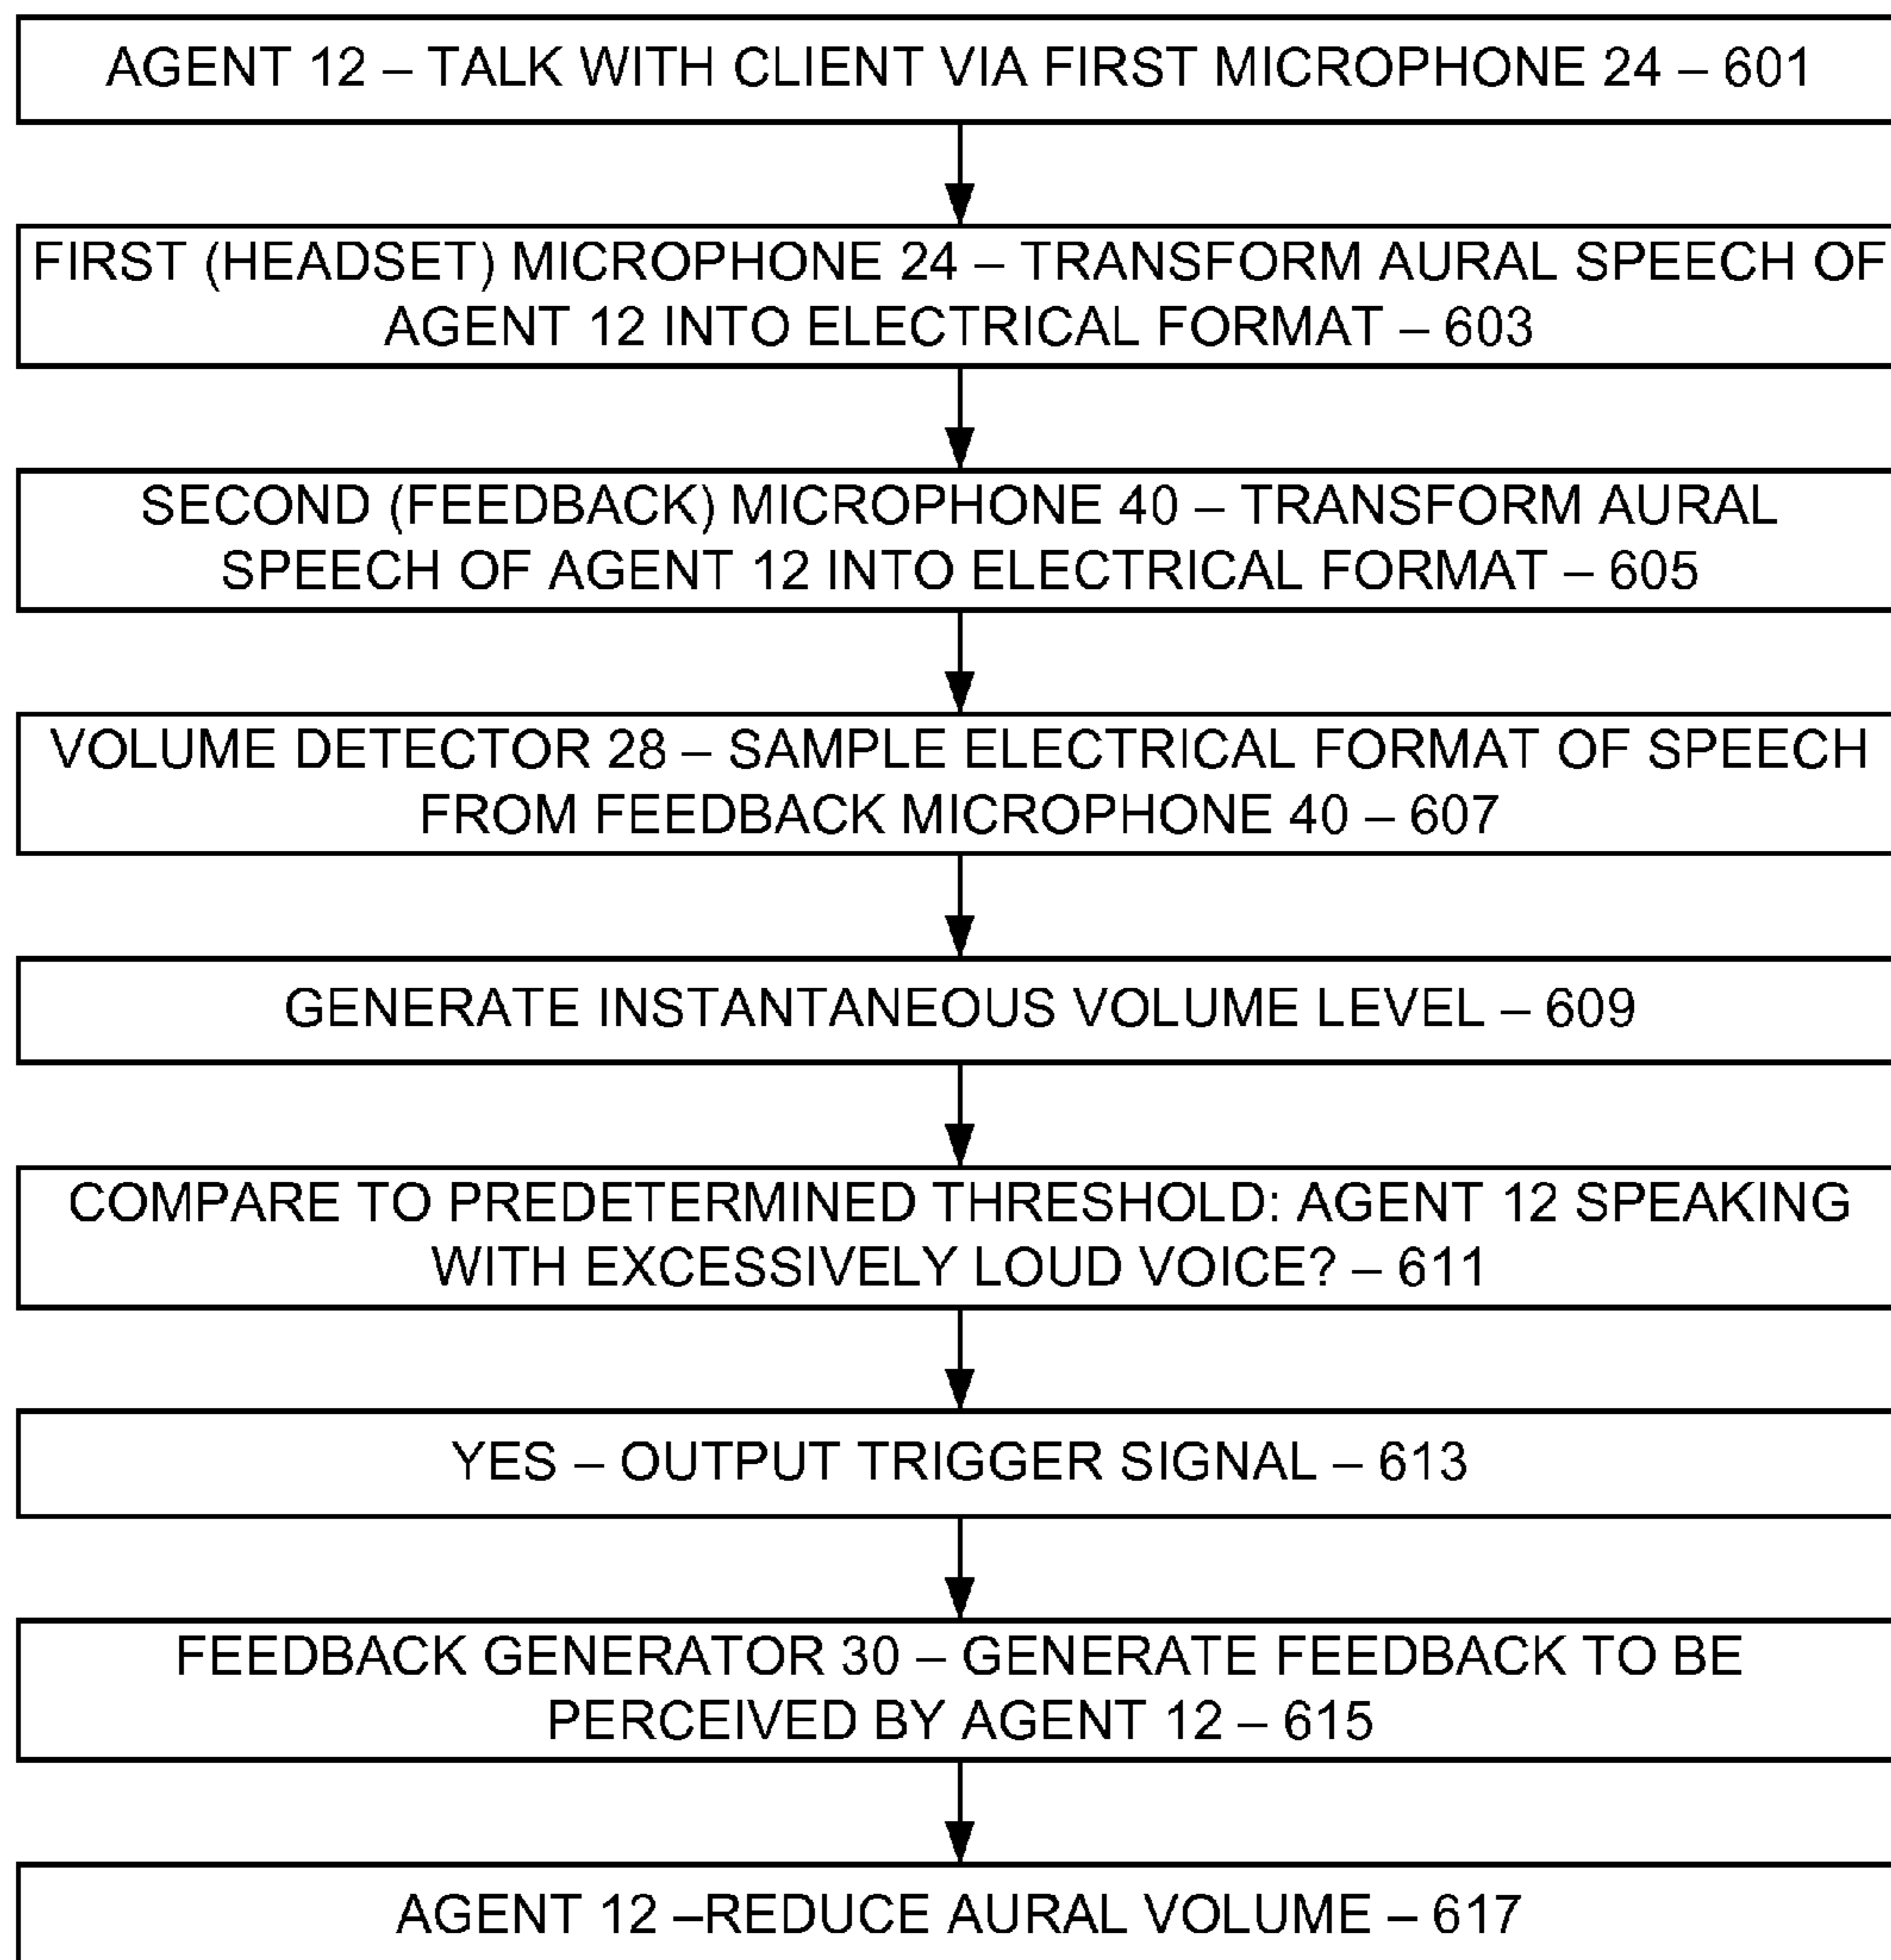 AGENT 12 – TALK WITH CLIENT VIA FIRST MICROPHONE 24 – 601
FIRST (HEADSET) MICROPHONE 24 – TRANSFORM AURAL SPEECH OF
AGENT 12 INTO ELECTRICAL FORMAT – 603
SECOND (FEEDBACK) MICROPHONE 40 – TRANSFORM AURAL
SPEECH OF AGENT 12 INTO ELECTRICAL FORMAT – 605
VOLUME DETECTOR 28 – SAMPLE ELECTRICAL FORMAT OF SPEECH
FROM FEEDBACK MICROPHONE 40 – 607
GENERATE INSTANTANEOUS VOLUME LEVEL – 609
COMPARE TO PREDETERMINED THRESHOLD: AGENT 12 SPEAKING
WITH EXCESSIVELY LOUD VOICE? – 611
YES – OUTPUT TRIGGER SIGNAL – 613
FEEDBACK GENERATOR 30 – GENERATE FEEDBACK TO BE
PERCEIVED BY AGENT 12 – 615
AGENT 12 –REDUCE AURAL VOLUME – 617